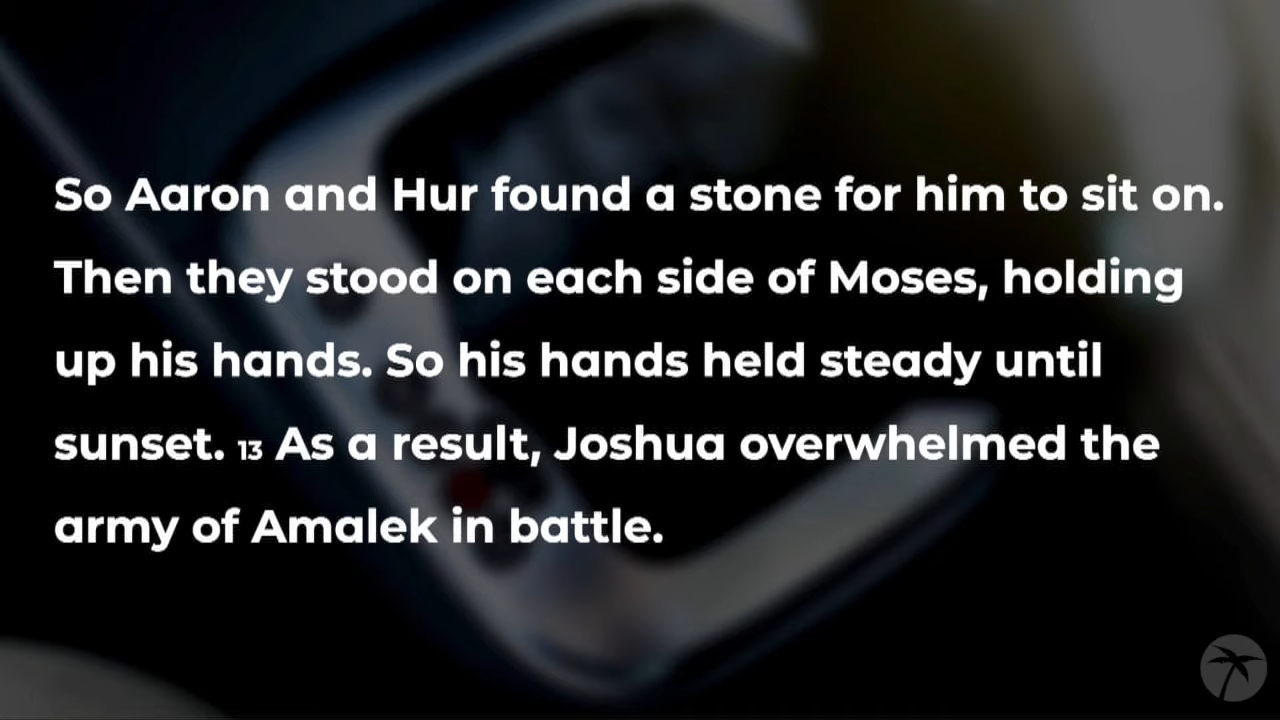 So Aaron and Hur found a stone for him to sit on.
Then they stood on each side of Moses, holding
up his hands. So his hands held steady until
sunset. 13 As a result, Joshua overwhelmed the
army of Amalek in battle.